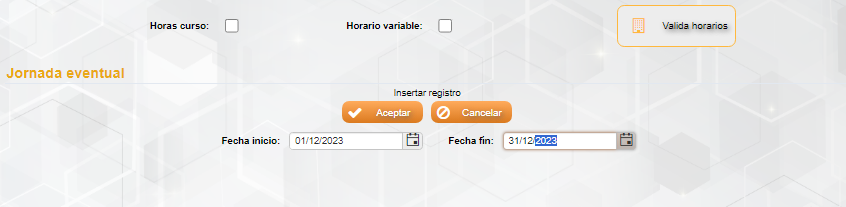 Horas curso: Horario variable: Valida horarios
Jornada eventual
Insertar registro
Aceptar Cancelar
Fecha inicio: 01/12/2023 Fecha fin: 31/12/2023